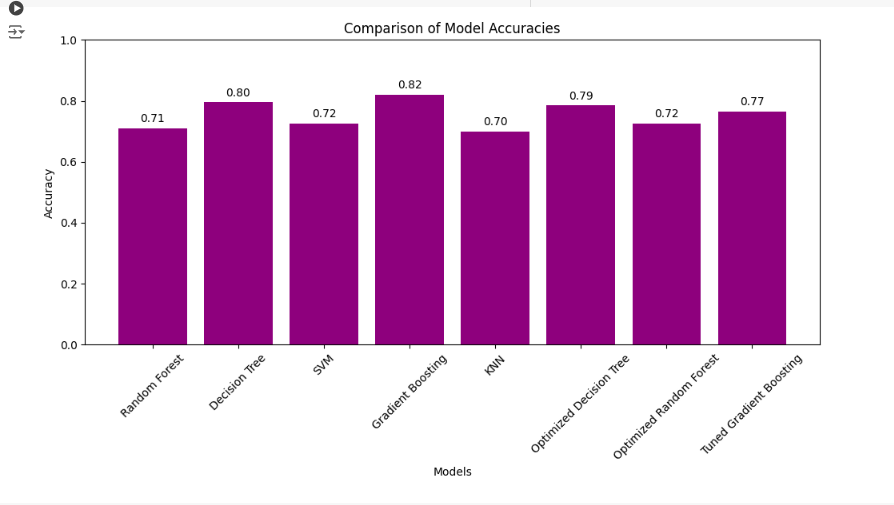 Comparison of Model Accuracies
1.0
0.8
0.6
0.4
0.2
0.0
Accuracy
0.71
0.80
0.72
0.82
0.70
0.79
0.72
0.77
Random Forest
Decision Tree
SVM
Gradient Boosting
KNN
Optimized Decision Tree
Optimized Random Forest
Tuned Gradient Boosting
Models